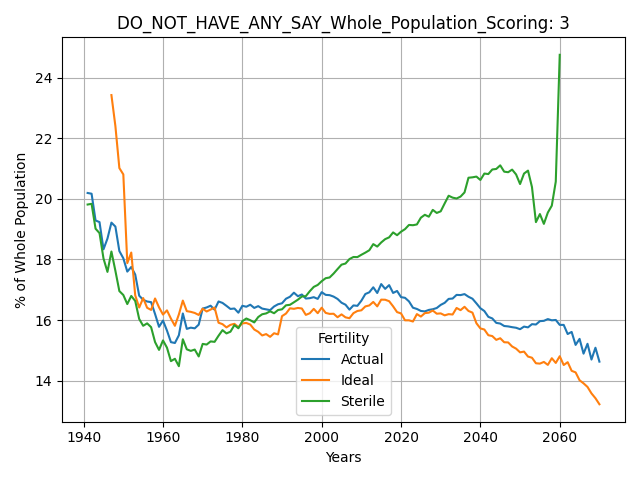 DO_NOT_HAVE_ANY_SAY_Whole_Population_Scoring: 3
% of Whole Population
24
22
20
18
16
14
Fertility
Actual
Ideal
Sterile
1940 1960 1980 2000 2020 2040 2060
Years